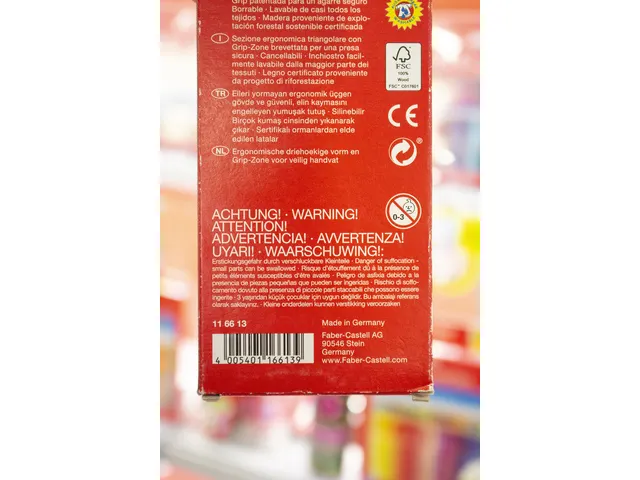 Grip patentada para un agarre seguro
Borrable · Lavable de casi todos los
tejidos · Madera proveniente de explo-
tación forestal sostenible certificada
I Sezione ergonomica triangolare con
Grip-Zone brevettata per una presa
sicura · Cancellabili · Inchiostro facil-
mente lavabile dalla maggior parte dei
tessuti · Legno certificato proveniente
da progetto di riforestazione
TR Elleri yormayan ergonomik üçgen
gövde ve güvenli, elin kaymasını
engelleyen yumuşak tutuş · Silinebilir
Birçok kumaş cinsinden yıkanarak
çıkar · Sertifikalı ormanlardan elde
edilen latalar
NL Ergonomische driehoekige vorm en
Grip-Zone voor veilig handvat
FSC
100%
Wood
FSC™ C017601
CE
0-3
ACHTUNG! · WARNING!
ATTENTION!
ADVERTENCIA! · AVVERTENZA!
UYARI! · WAARSCHUWING!:
Erstickungsgefahr durch verschluckbare Kleinteile · Danger of suffocation-
small parts can be swallowed · Risque d'étouffement dû à la présence de
petits éléments susceptibles d'être avalés · Peligro de asfixia debido a la
presencia de piezas pequeñas que pueden ser ingeridas · Rischio di soffo-
camento dovuto alla presenza di piccole parti staccabili che possono essere
ingerite · 3 yaşından küçük çocuklar için uygun değildir. Bu ambalajı referans
olarak saklayınız. · Kleine onderdelen kunnen verstikking veroorzaken
11 66 13
4 005401 166139
Made in Germany
Faber-Castell AG
90546 Stein
Germany
www.Faber-Castell.com